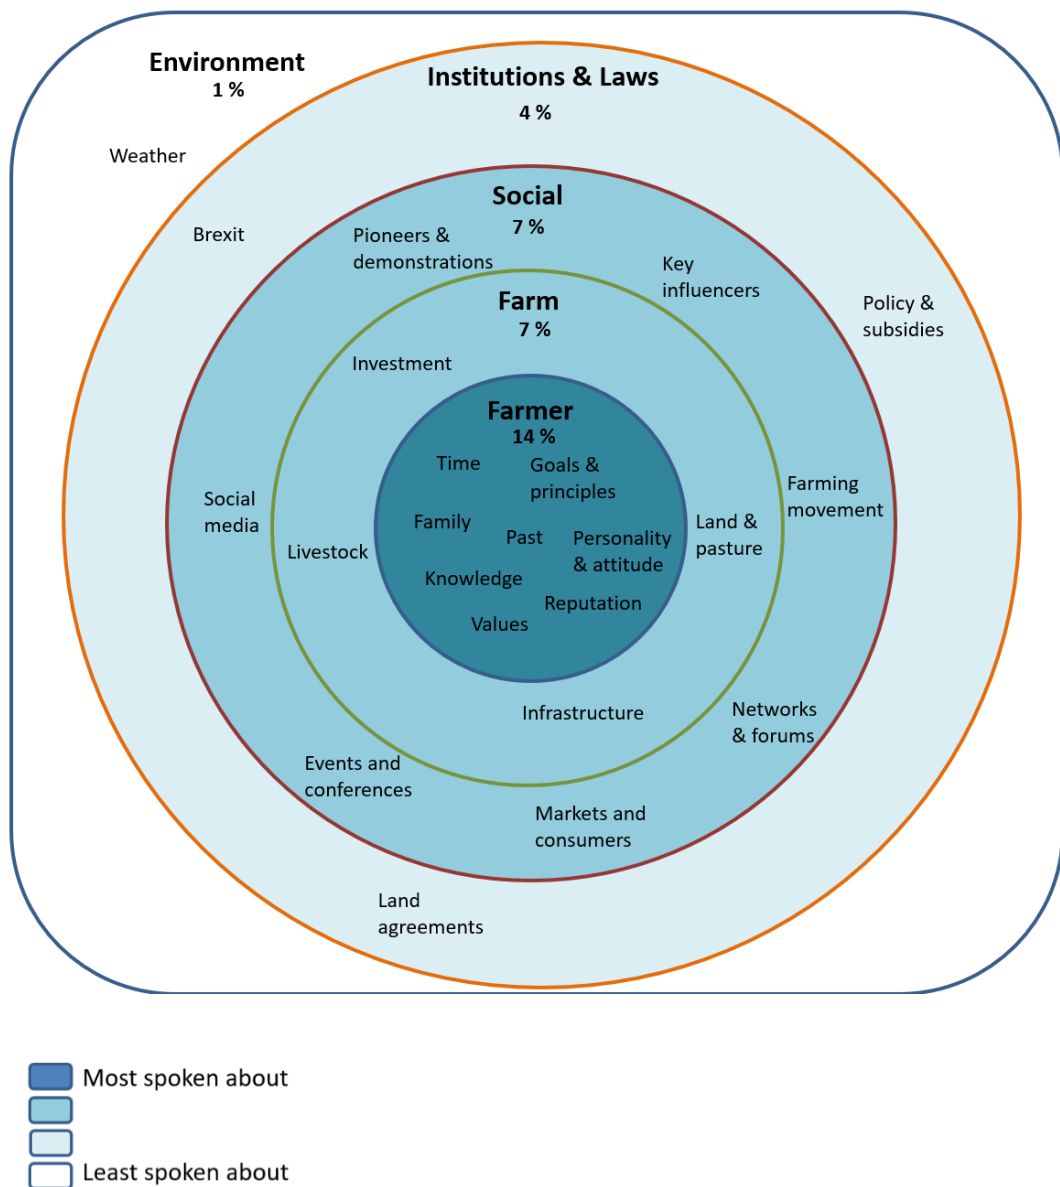 Environment
1 %
Institutions & Laws
4 %
Weather
Social
7 %
Brexit
Pioneers &
demonstrations
Key
influencers
Policy &
subsidies
Farm
7 %
Investment
Farmer
14 %
Time
Goals &
principles
Social
media
Farming
movement
Family
Past
Personality
& attitude
Land &
pasture
Livestock
Knowledge
Reputation
Values
Infrastructure
Networks
& forums
Events and
conferences
Markets and
consumers
Land
agreements
Most spoken about
Least spoken about